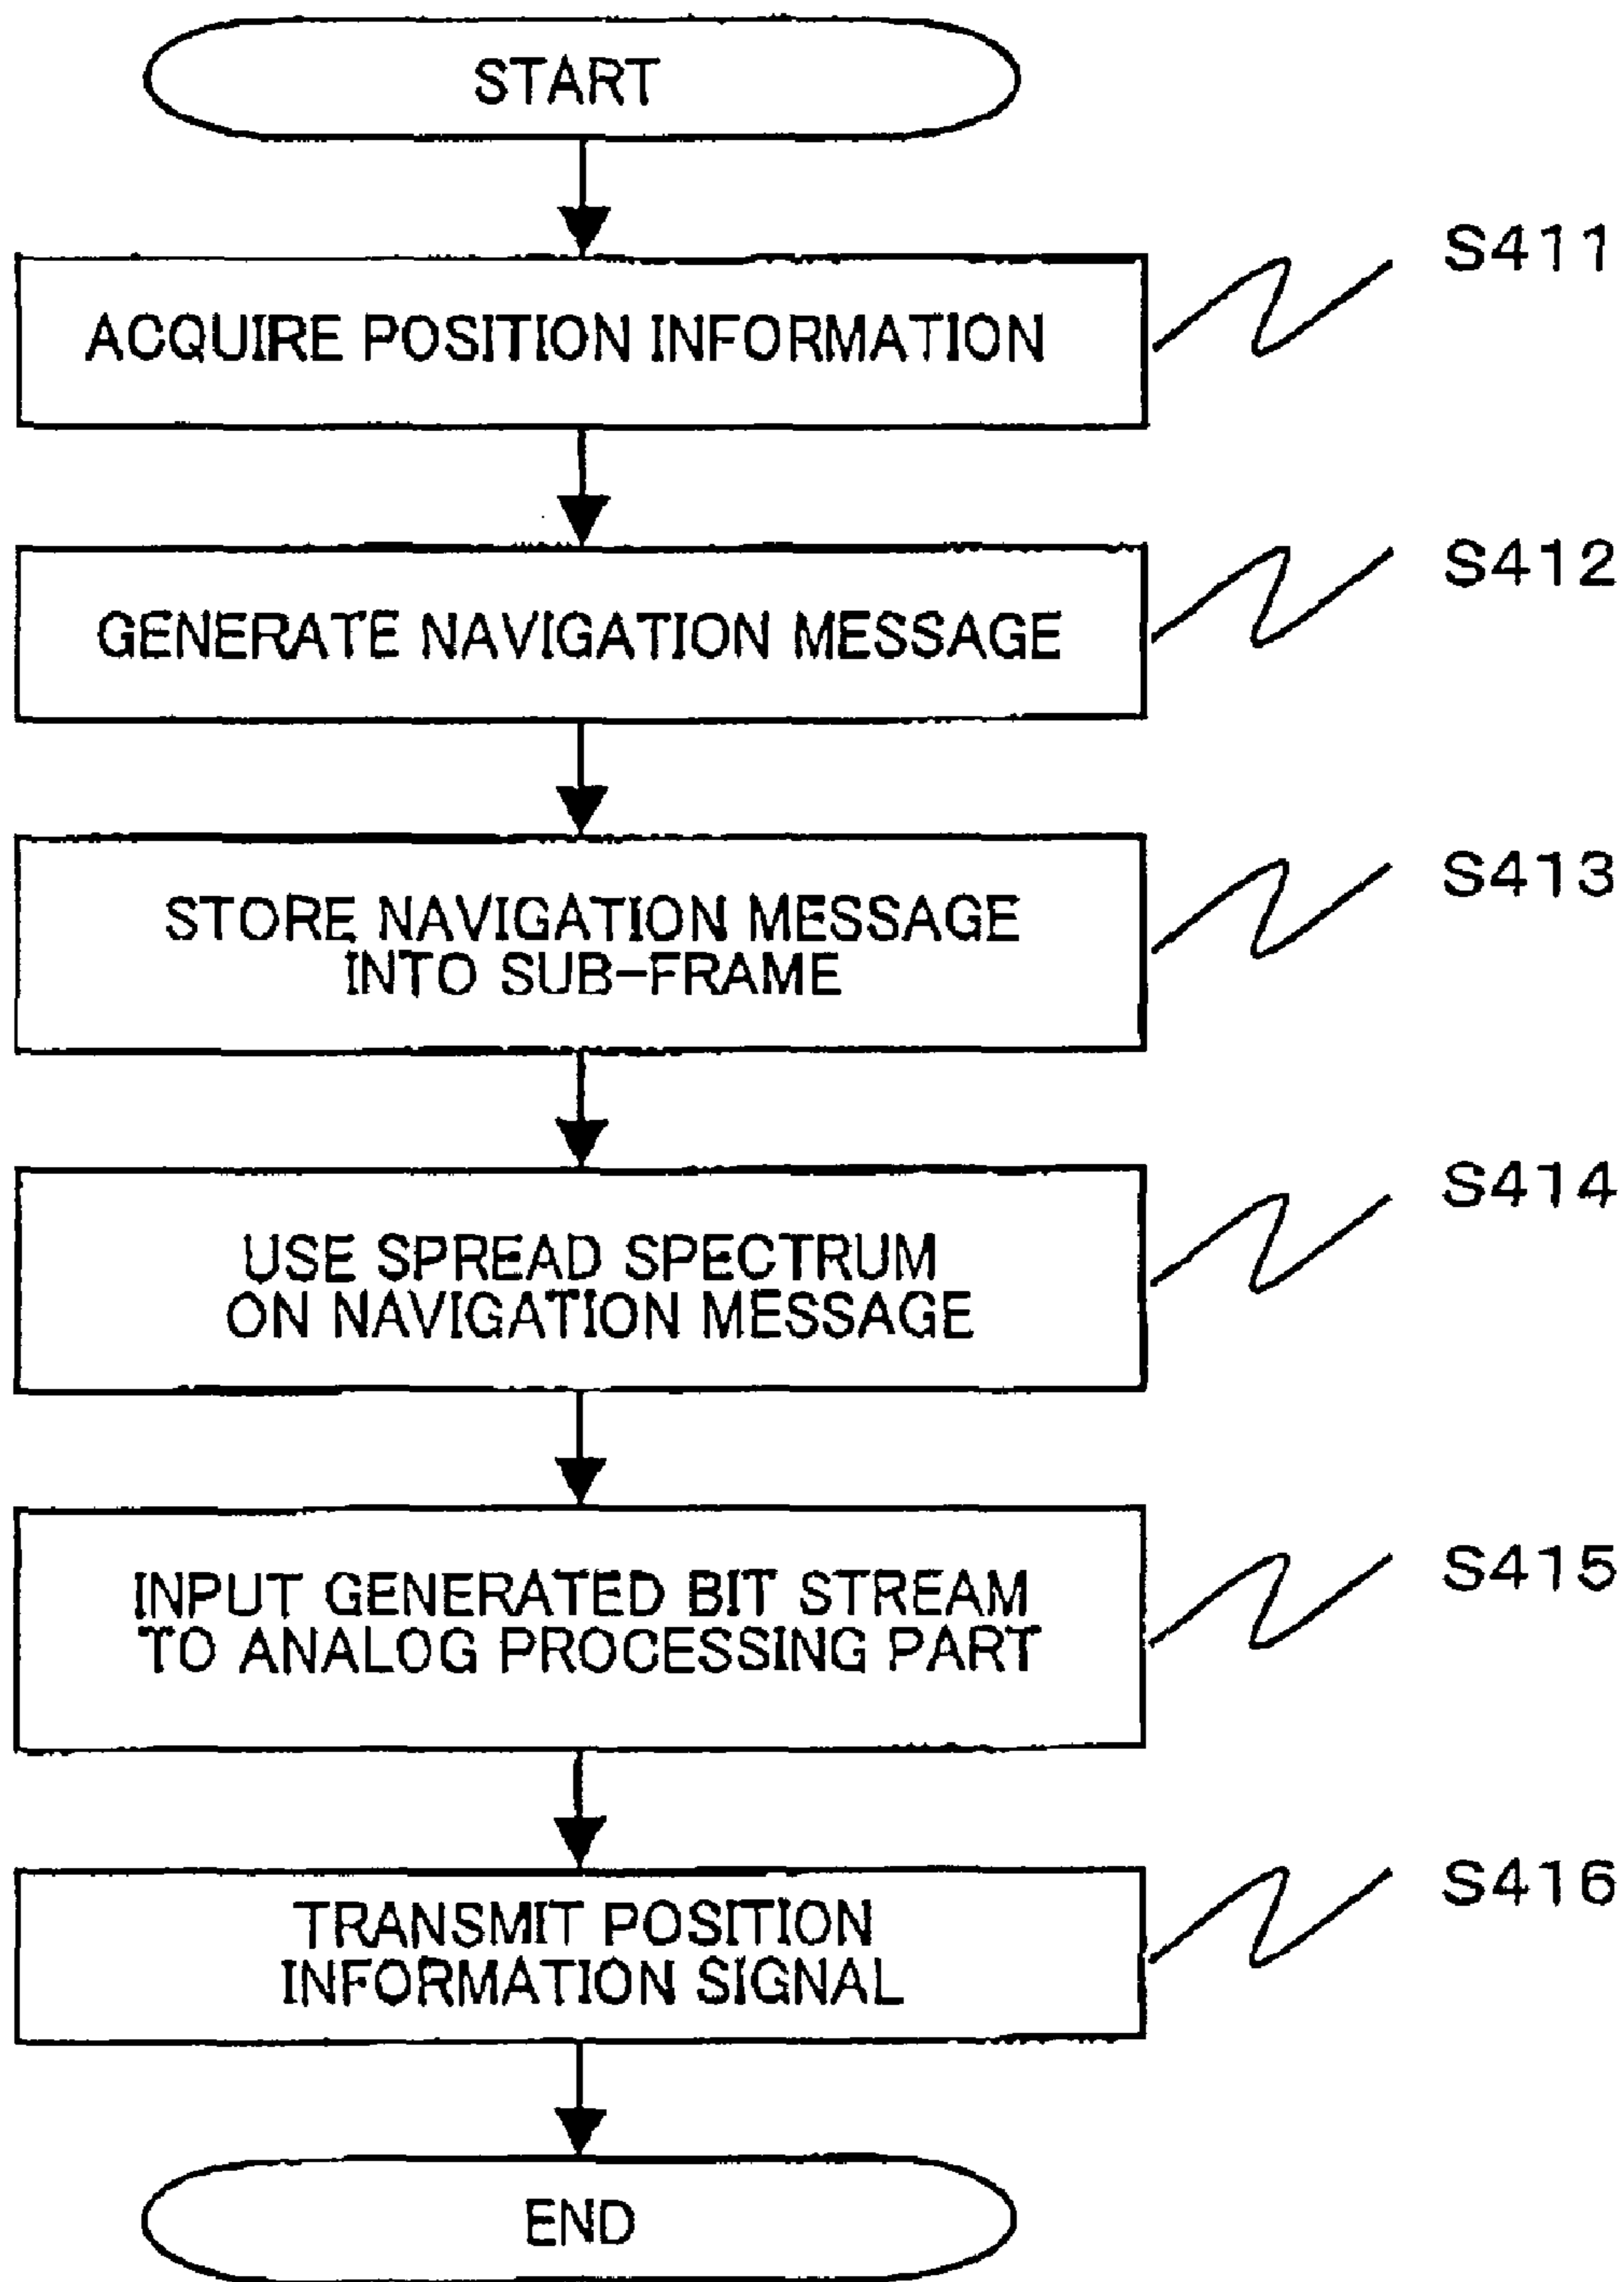 START
S411
ACQUIRE POSITION INFORMATION
S412
GENERATE NAVIGATION MESSAGE
S413
STORE NAVIGATION MESSAGE
INTO SUB-FRAME
S414
USE SPREAD SPECTRUM
ON NAVIGATION MESSAGE
S415
INPUT GENERATED BIT STREAM
TO ANALOG PROCESSING PART
S416
TRANSMIT POSITION
INFORMATION SIGNAL
END